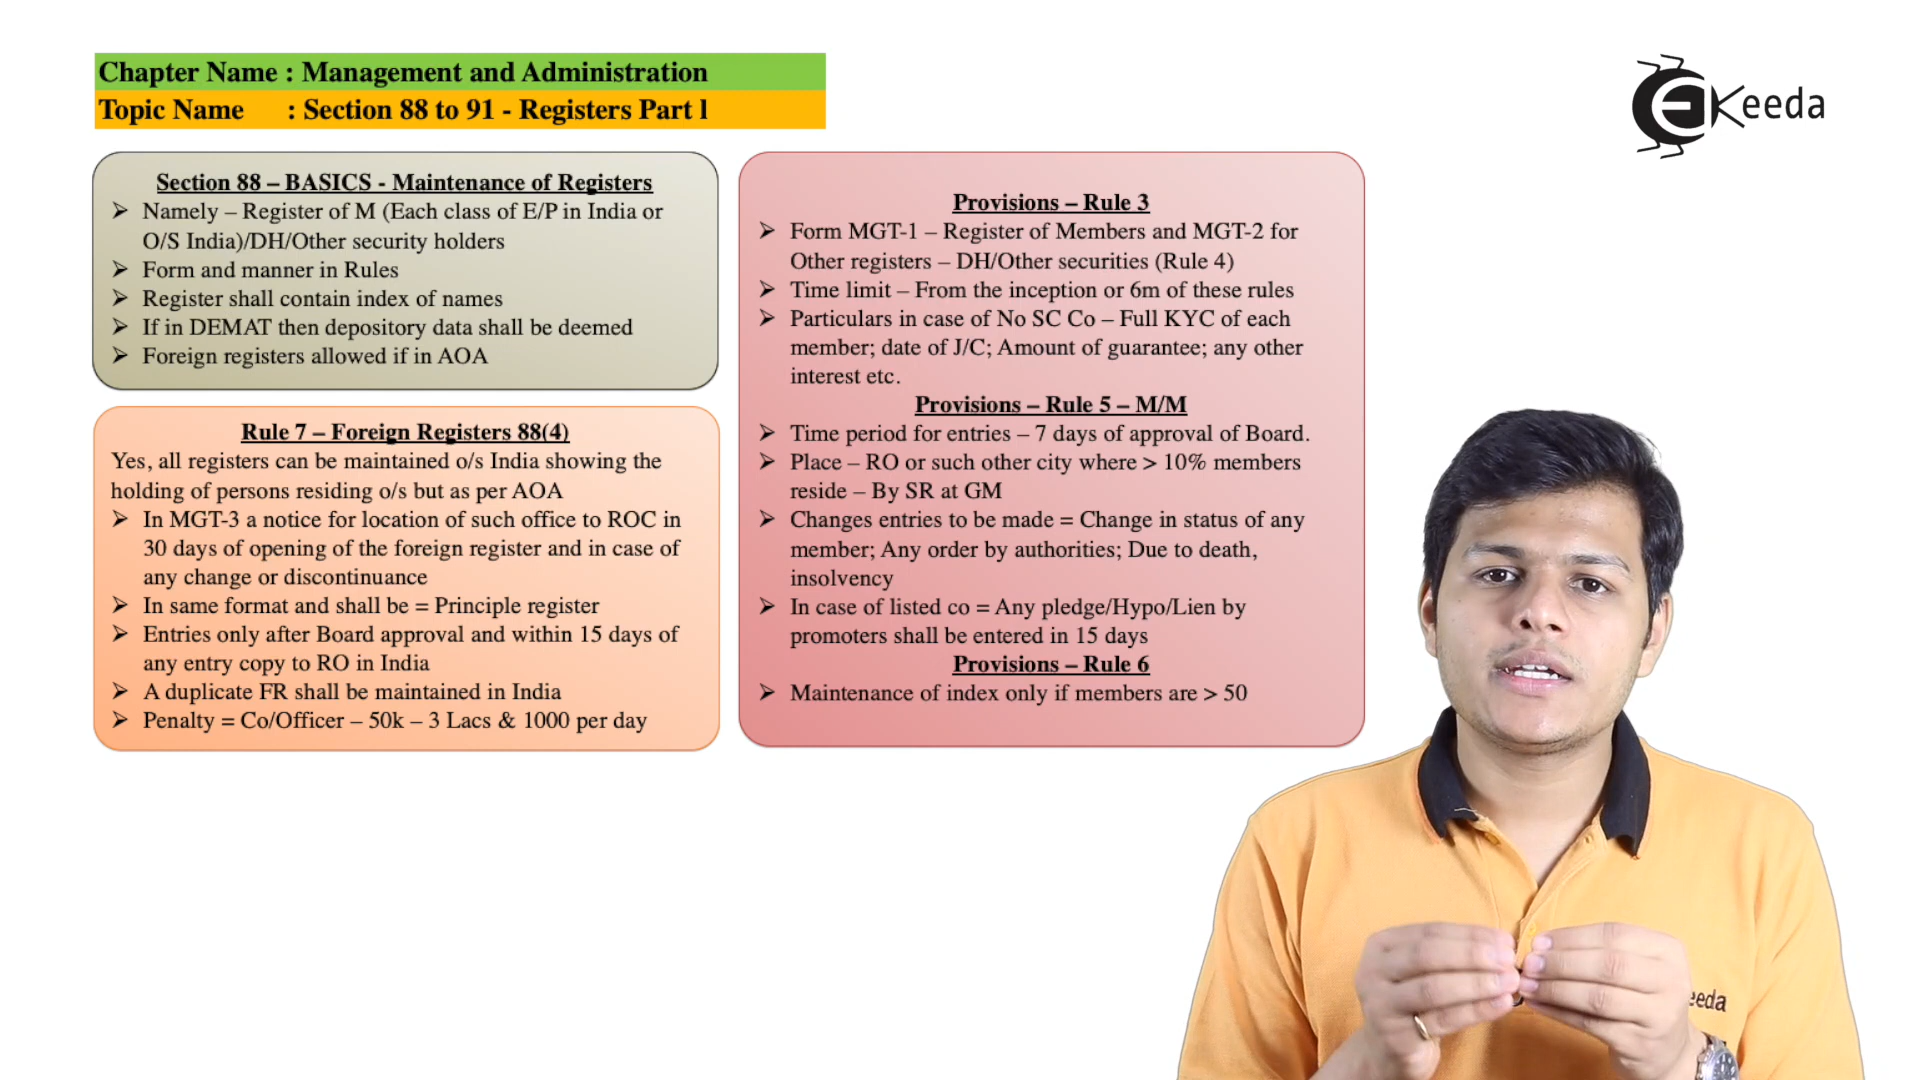 Chapter Name : Management and Administration
Topic Name : Section 88 to 91 - Registers Part l
Keeda
Section 88 – BASICS - Maintenance of Registers
➢ Namely – Register of M (Each class of E/P in India or
O/S India)/DH/Other security holders
➢ Form and manner in Rules
➢ Register shall contain index of names
➢ If in DEMAT then depository data shall be deemed
➢ Foreign registers allowed if in AOA
Rule 7 – Foreign Registers 88(4)
Yes, all registers can be maintained o/s India showing the
holding of persons residing o/s but as per AOA
➢ In MGT-3 a notice for location of such office to ROC in
30 days of opening of the foreign register and in case of
any change or discontinuance
➢ In same format and shall be = Principle register
➢ Entries only after Board approval and within 15 days of
any entry copy to RO in India
➢ A duplicate FR shall be maintained in India
➢ Penalty = Co/Officer – 50k – 3 Lacs & 1000 per day
Provisions – Rule 3
➢ Form MGT-1 – Register of Members and MGT-2 for
Other registers – DH/Other securities (Rule 4)
➢ Time limit – From the inception or 6m of these rules
➢ Particulars in case of No SC Co – Full KYC of each
member; date of J/C; Amount of guarantee; any other
interest etc.
Provisions – Rule 5 – M/M
➢ Time period for entries – 7 days of approval of Board.
➢ Place – RO or such other city where > 10% members
reside – By SR at GM
➢ Changes entries to be made = Change in status of any
member; Any order by authorities; Due to death,
insolvency
➢ In case of listed co = Any pledge/Hypo/Lien by
promoters shall be entered in 15 days
Provisions – Rule 6
➢ Maintenance of index only if members are > 50
eeda